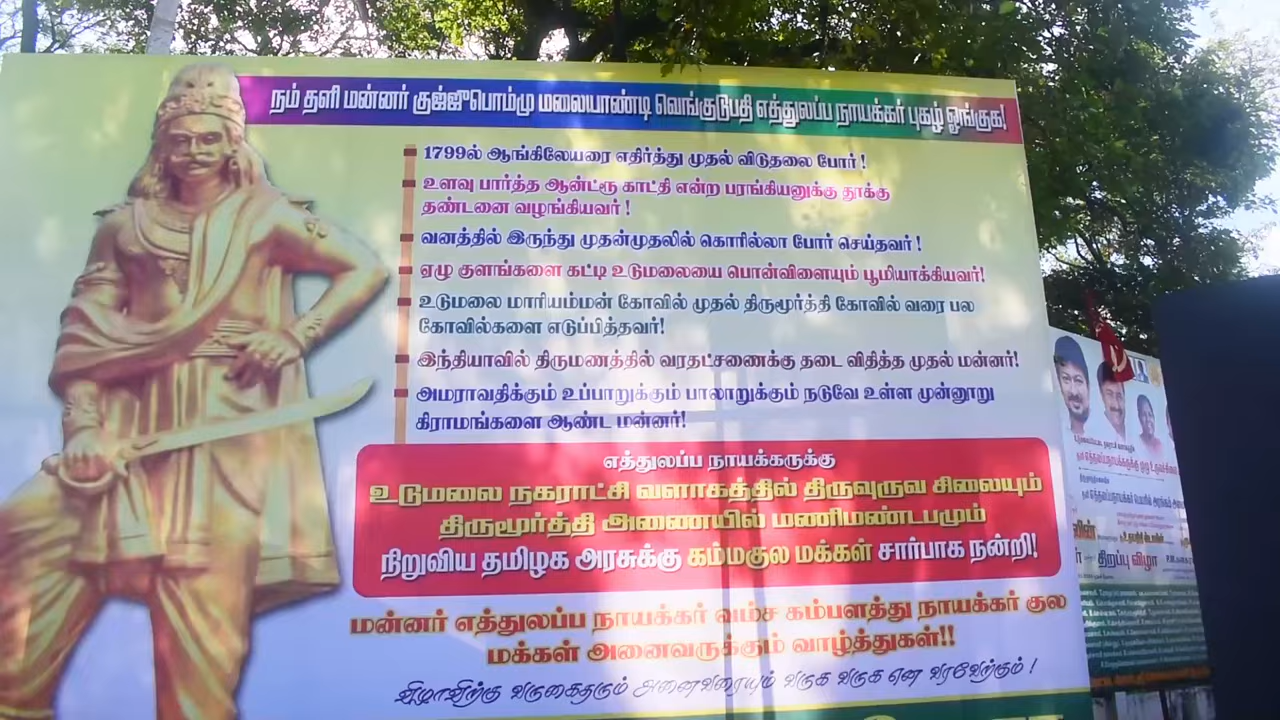 நம் தளி மன்னர் குஜ்ஜீபொம்மு மலையாண்டி வெங்குடுபதி எத்துலப்ப நாயக்கர் புகழ் ஓங்குக!
1799ல் ஆங்கிலேயரை எதிர்த்து முதல் விடுதலை போர் !
உளவு பார்த்த ஆன்ட்ரூ காட்தி என்ற பரங்கியனுக்கு தூக்கு
தண்டனை வழங்கியவர் !
வனத்தில் இருந்து முதன்முதலில் கொரில்லா போர் செய்தவர் !
ஏழு குளங்களை கட்டி உடுமலையை பொன்விளையும் பூமியாக்கியவர்!
உடுமலை மாரியம்மன் கோவில் முதல் திருமூர்த்தி கோவில் வரை பல
கோவில்களை எடுப்பித்தவர்!
இந்தியாவில் திருமணத்தில் வரதட்சணைக்கு தடை விதித்த முதல் மன்னர்!
அமராவதிக்கும் உப்பாறுக்கும் பாலாறுக்கும் நடுவே உள்ள முன்னூறு
கிராமங்களை ஆண்ட மன்னர்!
எத்துலப்ப நாயக்கருக்கு
உடுமலை நகராட்சி வளாகத்தில் திருவுருவ சிலையும்
திருமூர்த்தி அணையில் மணிமண்டபமும்
நிறுவிய தமிழக அரசுக்கு கம்மகுல மக்கள் சார்பாக நன்றி!
மன்னர் எத்துலப்ப நாயக்கர் வம்ச கம்பளத்து நாயக்கர் குல
மக்கள் அனைவருக்கும் வாழ்த்துகள்!!
விழாவிற்கு வருகைதரும் அனைவரையும் வருக வருக என வரவேற்கும் !
திறப்பு விழா